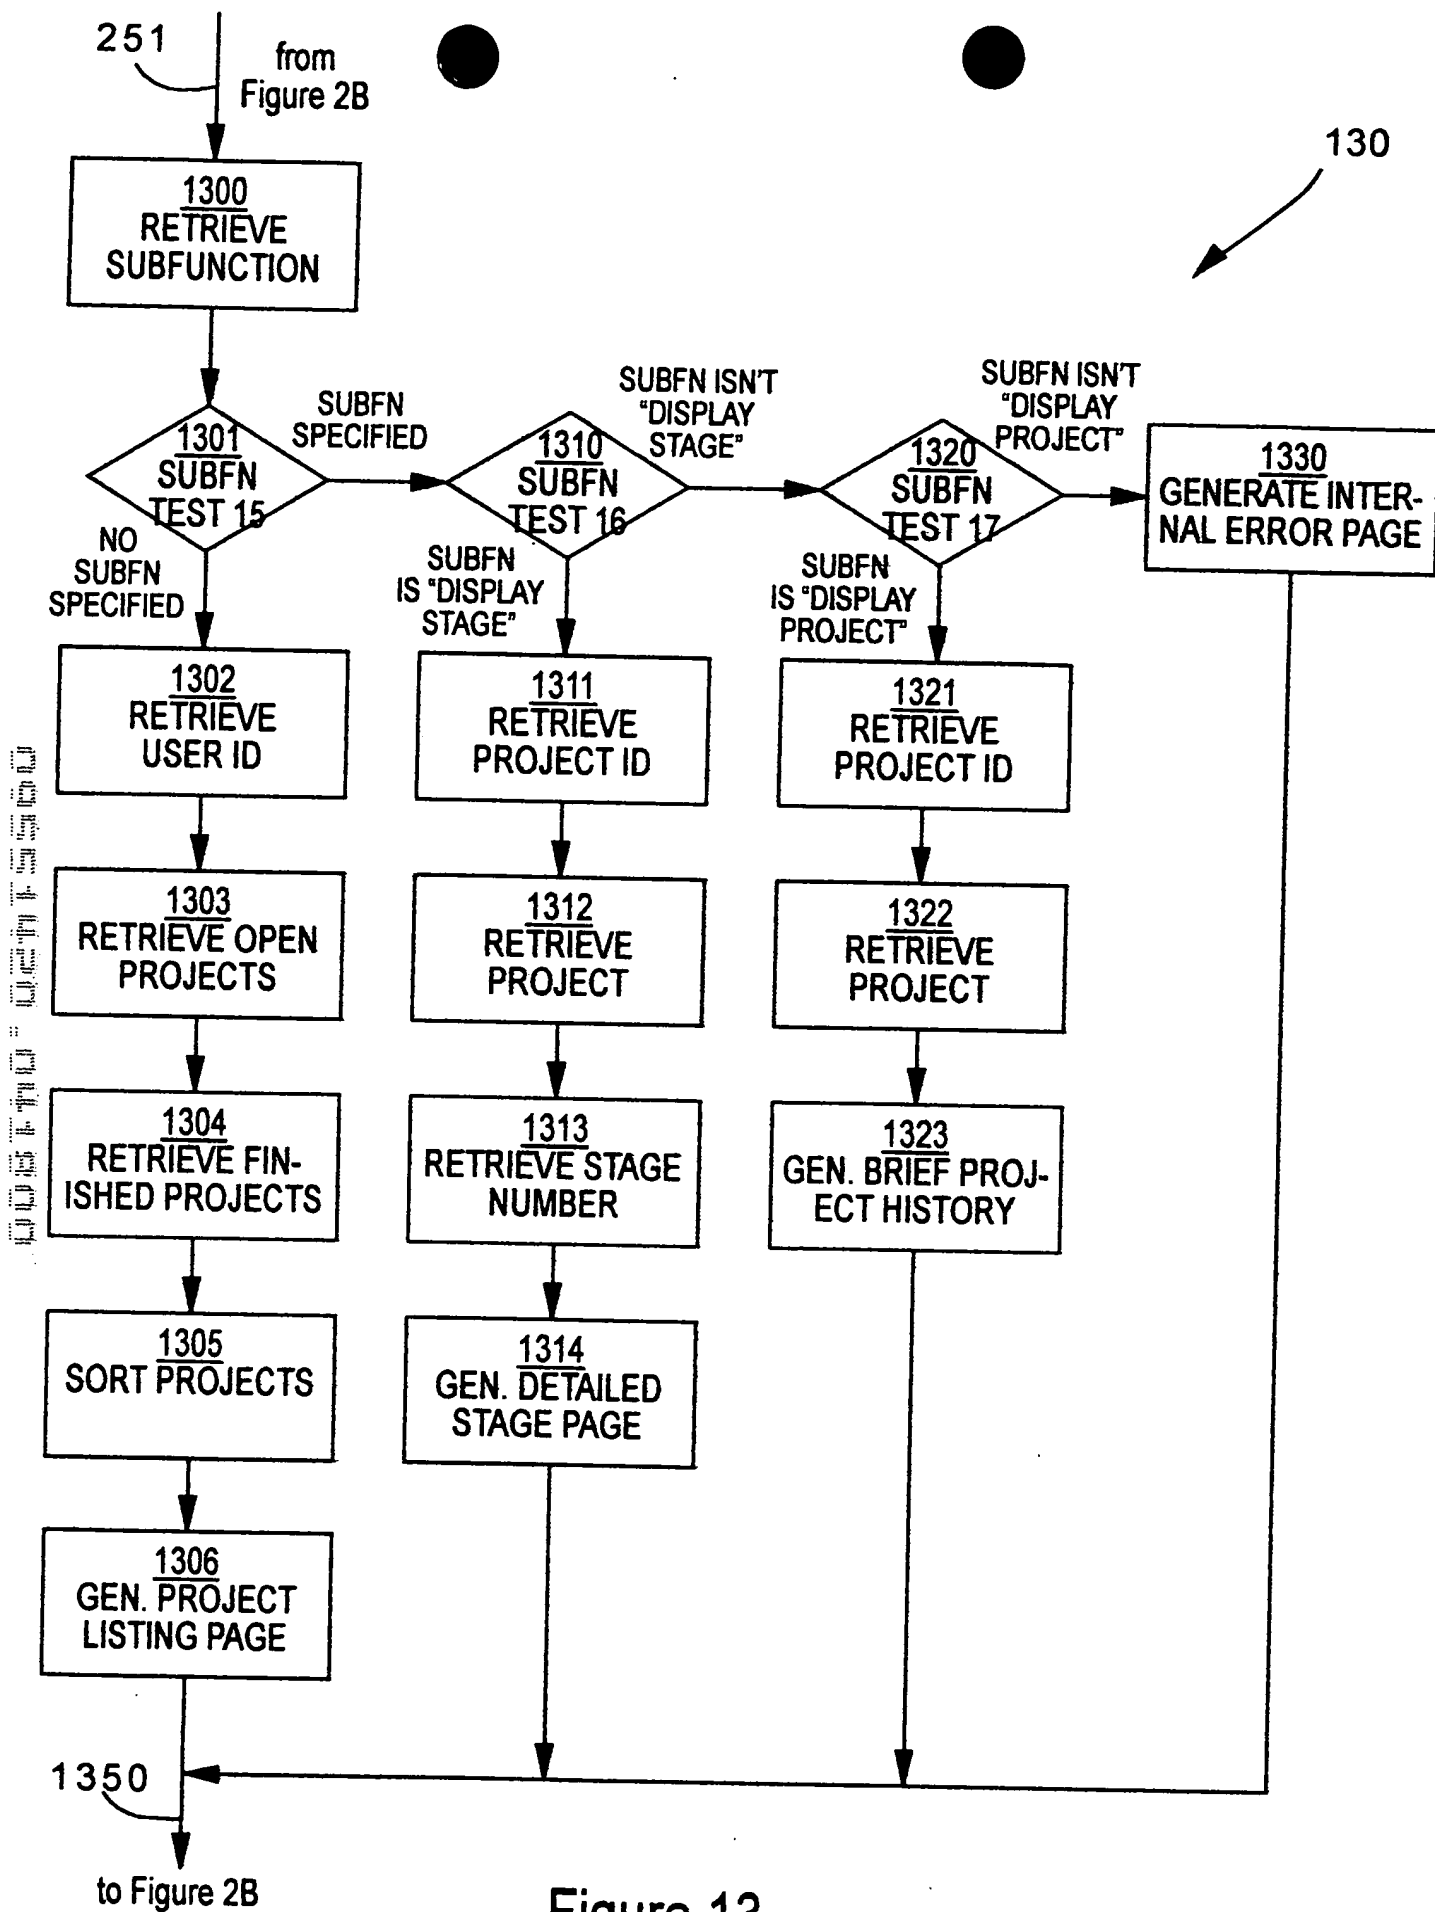 251
from
Figure 2B
130
1300
RETRIEVE
SUBFUNCTION
SUBFN
SPECIFIED
SUBFN ISN'T
"DISPLAY
STAGE"
SUBFN ISN'T
"DISPLAY
PROJECT"
1301
SUBFN
TEST 15
1310
SUBFN
TEST 16
1320
SUBFN
TEST 17
1330
GENERATE INTER-
NAL ERROR PAGE
NO
SUBFN
SPECIFIED
SUBFN
IS "DISPLAY
STAGE"
SUBFN
IS "DISPLAY
PROJECT"
1302
RETRIEVE
USER ID
1311
RETRIEVE
PROJECT ID
1321
RETRIEVE
PROJECT ID
1303
RETRIEVE OPEN
PROJECTS
1312
RETRIEVE
PROJECT
1322
RETRIEVE
PROJECT
1304
RETRIEVE FIN-
ISHED PROJECTS
1313
RETRIEVE STAGE
NUMBER
1323
GEN. BRIEF PROJ-
ECT HISTORY
1305
SORT PROJECTS
1314
GEN. DETAILED
STAGE PAGE
1306
GEN. PROJECT
LISTING PAGE
1350
to Figure 2B
Figure 13